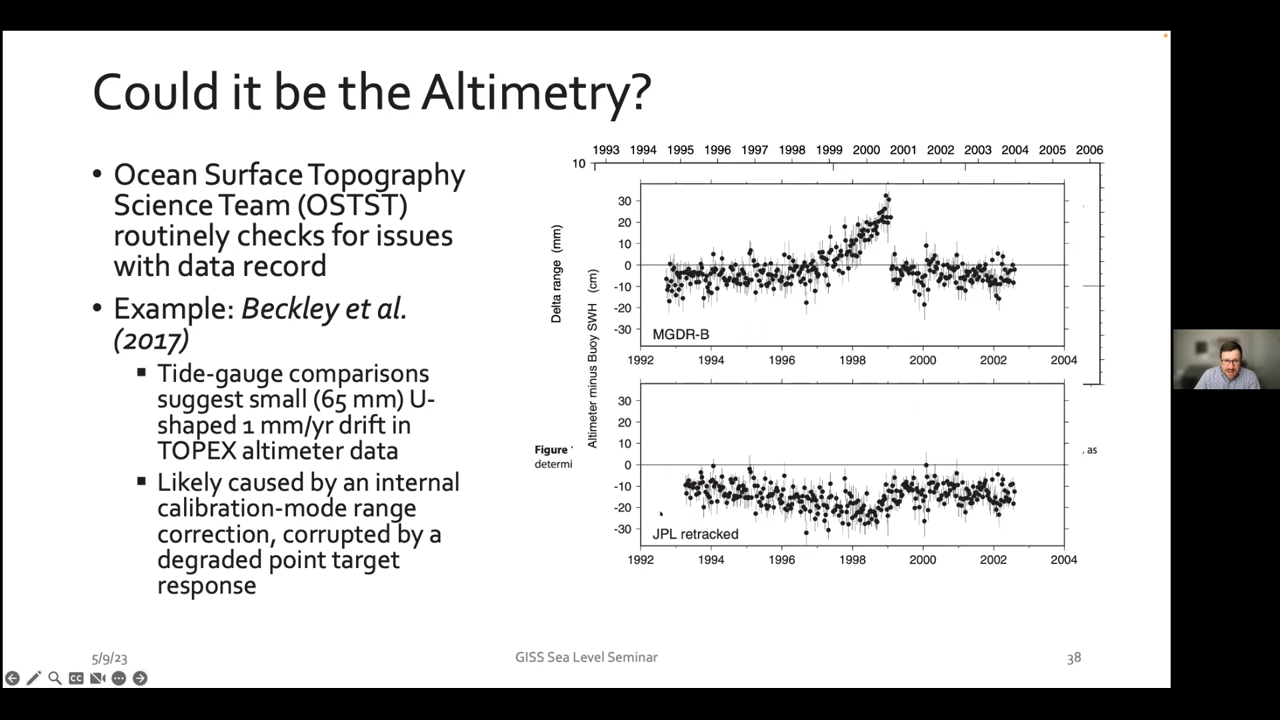 Could it be the Altimetry?
• Ocean Surface Topography
Science Team (OSTST)
routinely checks for issues
with data record
• Example: Beckley et al.
(2017)
▪ Tide-gauge comparisons
suggest small (65 mm) U-
shaped 1 mm/yr drift in
TOPEX altimeter data
▪ Likely caused by an internal
calibration-mode range
correction, corrupted by a
degraded point target
response
1993 1994 1995 1996 1997 1998 1999 2000 2001 2002 2003 2004 2005 2006
10
Delta range (mm)
Altimeter minus Buoy SWH (cm)
30
20
10
0
-10
-20
-30
MGDR-B
1992 1994 1996 1998 2000 2002 2004
30
20
10
0
-10
-20
-30
JPL retracked
1992 1994 1996 1998 2000 2002 2004
Figure
, as
determi
5/9/23
GISS Sea Level Seminar
38
CC